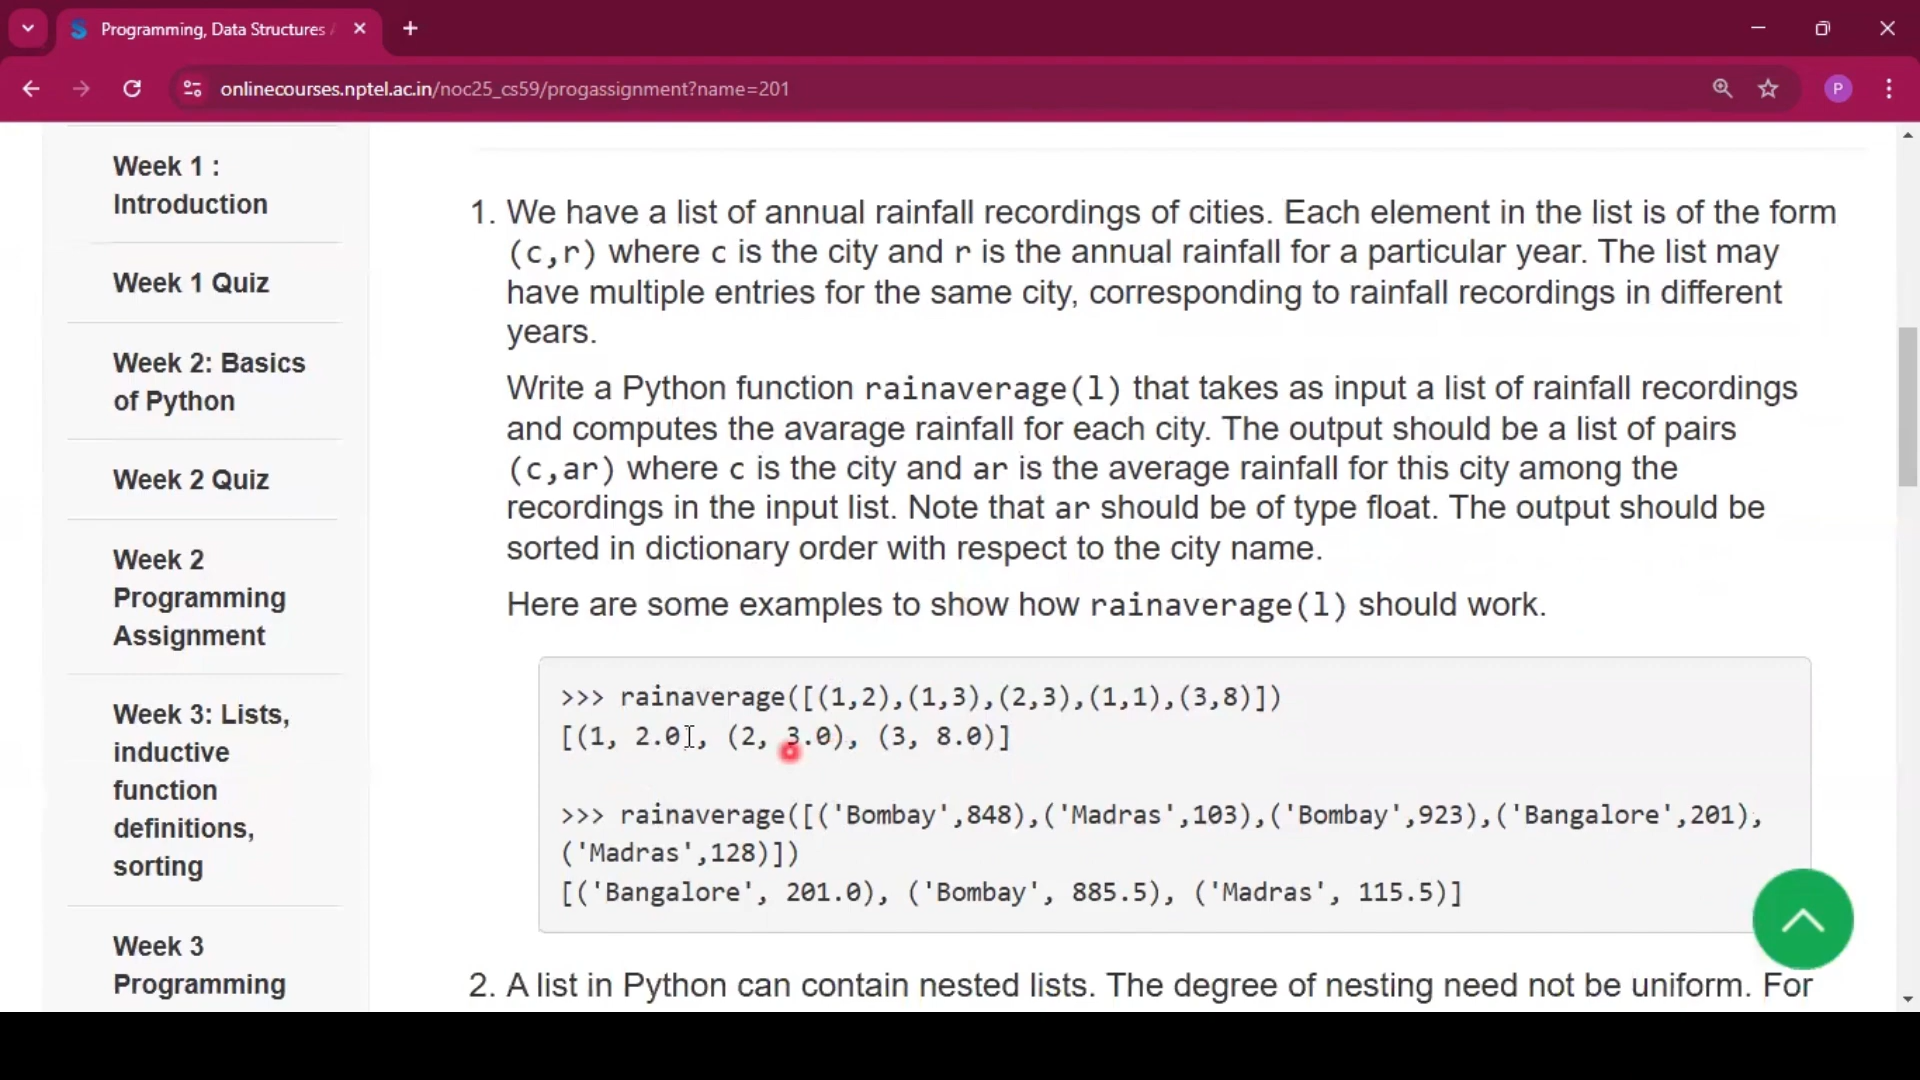 Programming, Data Structures
onlinecourses.nptel.ac.in/noc25_cs59/progassignment?name=201
P
Week 1 :
Introduction
Week 1 Quiz
Week 2: Basics
of Python
Week 2 Quiz
Week 2
Programming
Assignment
Week 3: Lists,
inductive
function
definitions,
sorting
Week 3
Programming
1. We have a list of annual rainfall recordings of cities. Each element in the list is of the form
(c,r) where c is the city and r is the annual rainfall for a particular year. The list may
have multiple entries for the same city, corresponding to rainfall recordings in different
years.
Write a Python function rainaverage(l) that takes as input a list of rainfall recordings
and computes the avarage rainfall for each city. The output should be a list of pairs
(c,ar) where c is the city and ar is the average rainfall for this city among the
recordings in the input list. Note that ar should be of type float. The output should be
sorted in dictionary order with respect to the city name.
Here are some examples to show how rainaverage(l) should work.
>>> rainaverage([(1,2),(1,3),(2,3),(1,1),(3,8)])
[(1, 2.0), (2, 3.0), (3, 8.0)]
>>> rainaverage([('Bombay',848),('Madras',103),('Bombay',923),('Bangalore',201),
('Madras',128)])
[('Bangalore', 201.0), ('Bombay', 885.5), ('Madras', 115.5)]
2. A list in Python can contain nested lists. The degree of nesting need not be uniform. For